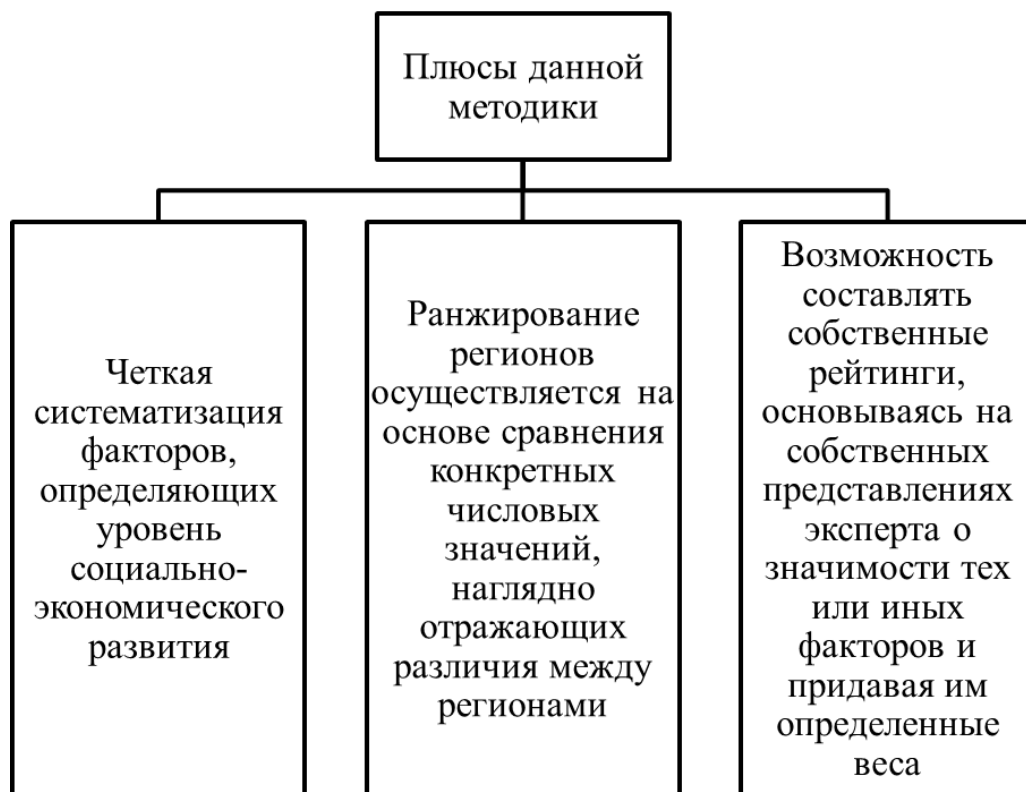 Плюсы данной
методики
Четкая
систематизация
факторов,
определяющих
уровень
социально-
экономического
развития
Ранжирование
регионов
осуществляется на
основе сравнения
конкретных
числовых
значений,
наглядно
отражающих
различия между
регионами
Возможность
составлять
собственные
рейтинги,
основываясь на
собственных
представлениях
эксперта о
значимости тех
или иных
факторов и
придавая им
определенные
веса